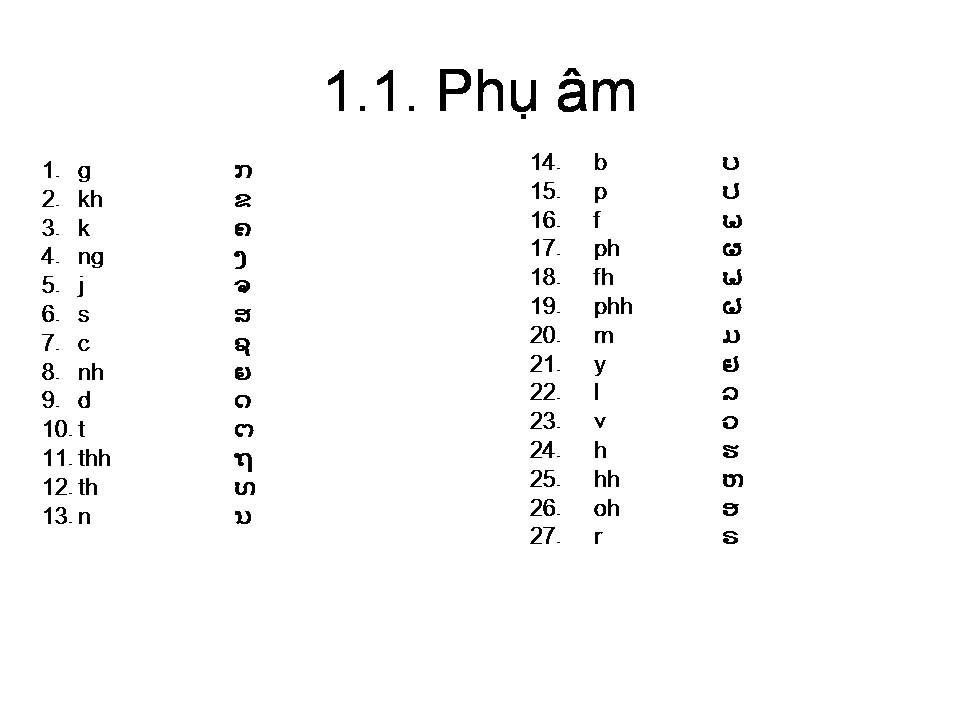 1.1. Phụ âm
1. g ກ
2. kh ຂ
3. k ຄ
4. ng ງ
5. j ຈ
6. s ສ
7. c ຊ
8. nh ຍ
9. d ດ
10. t ຕ
11. thh ຖ
12. th ທ
13. n ນ
14. b ບ
15. p ປ
16. f ພ
17. ph ຜ
18. fh ຟ
19. phh ຝ
20. m ມ
21. y ຢ
22. l ລ
23. v ວ
24. h ຮ
25. hh ຫ
26. oh ອ
27. r ຣ